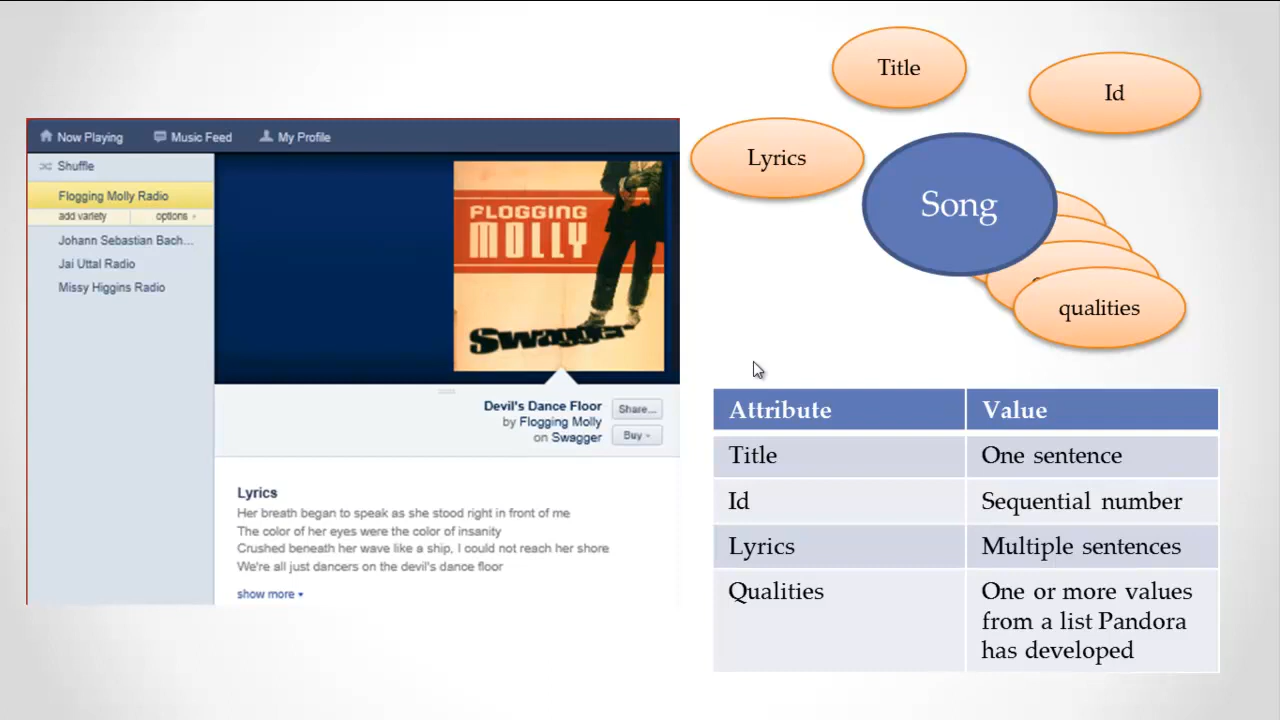 Now Playing
Music Feed
My Profile
Shuffle
Flogging Molly Radio
add variety
options
Johann Sebastian Bach...
Jai Uttal Radio
Missy Higgins Radio
FLOGGING
MOLLY
Swagger
Devil's Dance Floor
by Flogging Molly
on Swagger
Share...
Buy
Lyrics
Her breath began to speak as she stood right in front of me
The color of her eyes were the color of insanity
Crushed beneath her wave like a ship, I could not reach her shore
We're all just dancers on the devil's dance floor
show more
Title
Id
Lyrics
Song
qualities
Attribute Value
Title One sentence
Id Sequential number
Lyrics Multiple sentences
Qualities One or more values
from a list Pandora
has developed